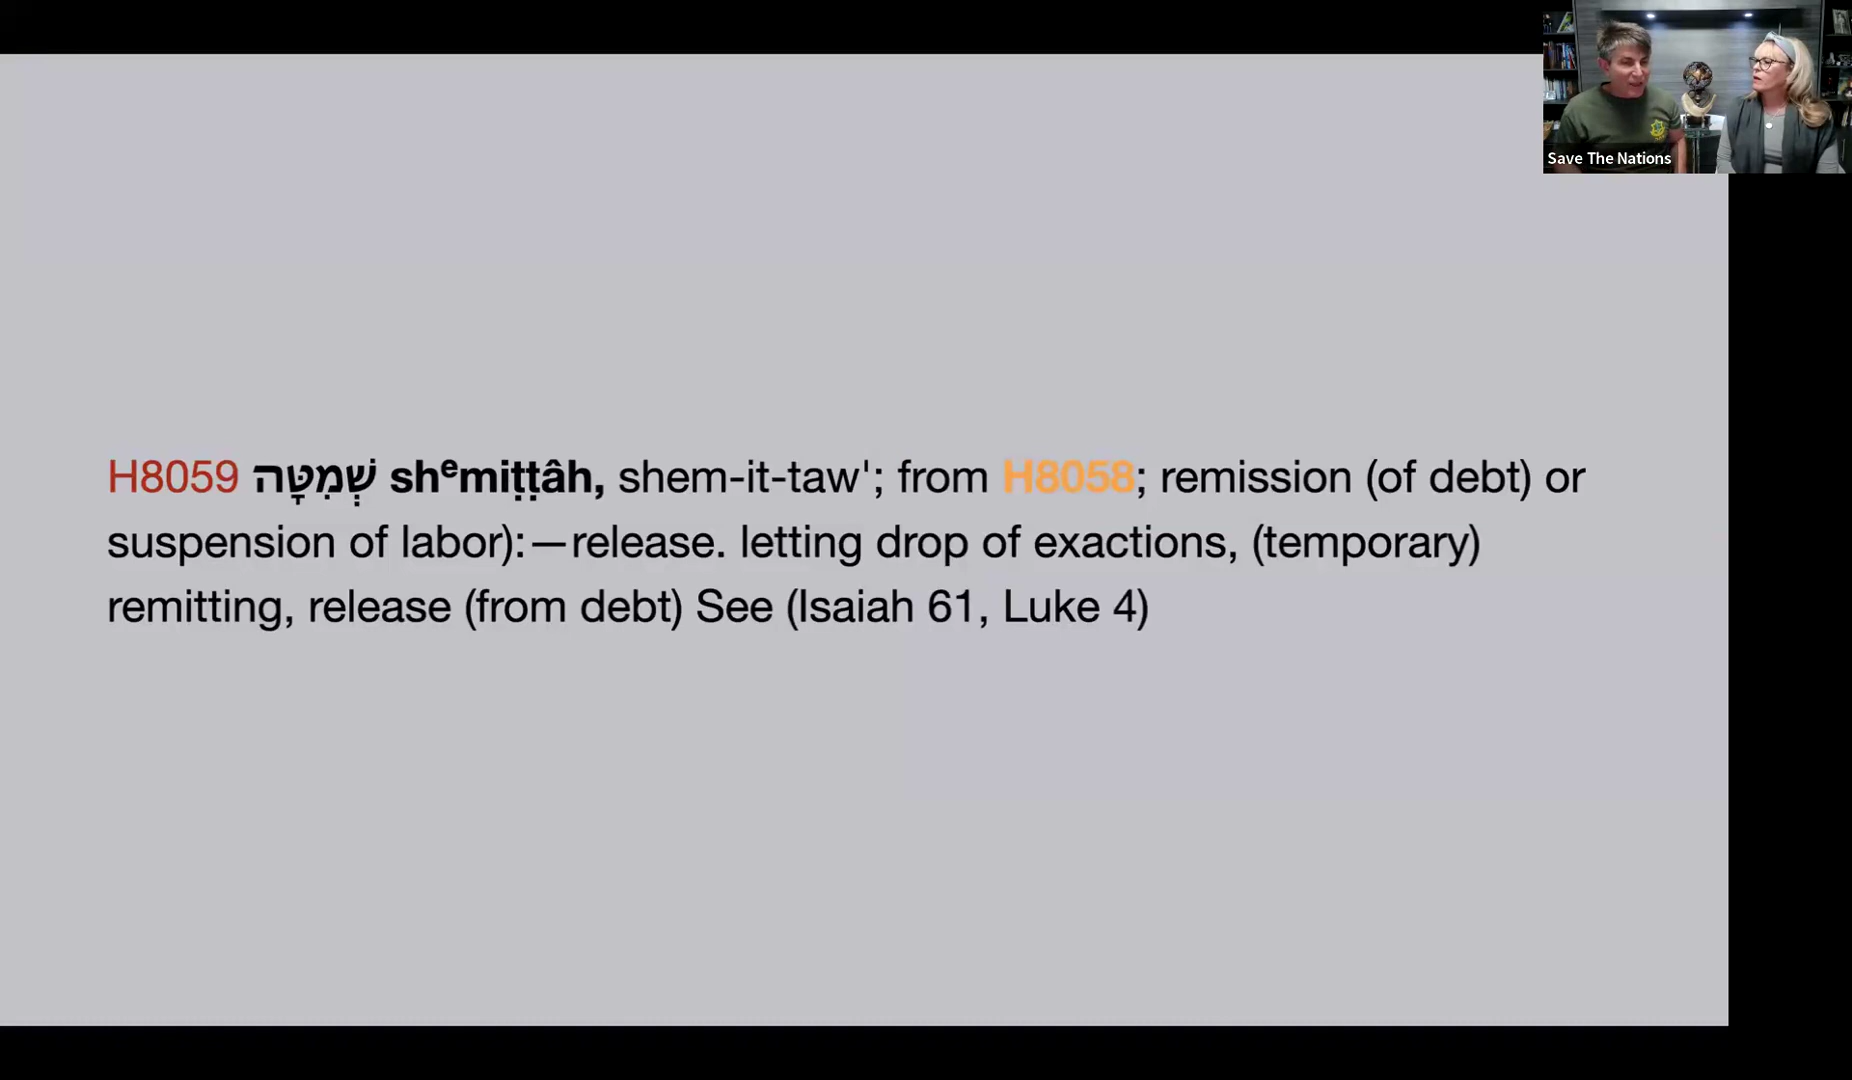 Save The Nations
H8059 שְׁמִטָּה shᵉmiṭṭâh, shem-it-taw'; from H8058; remission (of debt) or
suspension of labor):—release. letting drop of exactions, (temporary)
remitting, release (from debt) See (Isaiah 61, Luke 4)